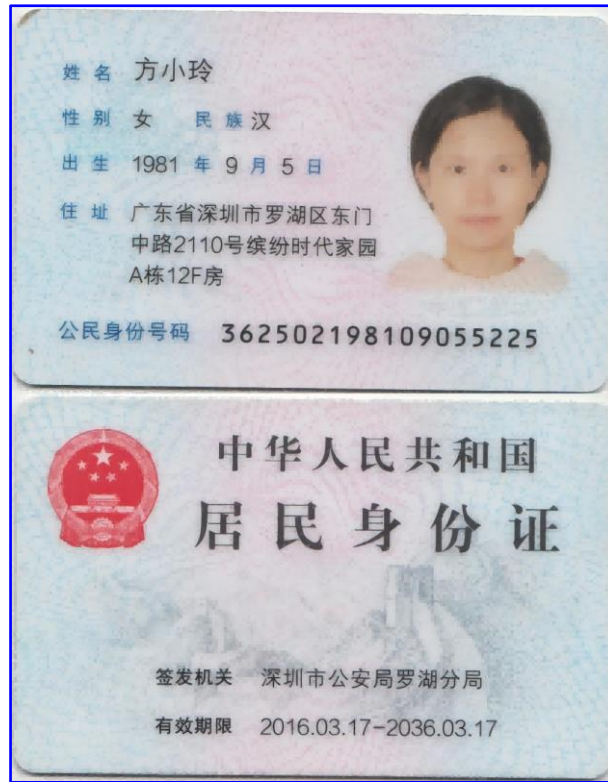 姓名 方小玲
性别 女 民族 汉
出生 1981 年 9 月 5 日
住址 广东省深圳市罗湖区东门
中路2110号缤纷时代家园
A栋12F房
公民身份号码 362502198109055225
中华人民共和国
居民身份证
签发机关 深圳市公安局罗湖分局
有效期限 2016.03.17-2036.03.17